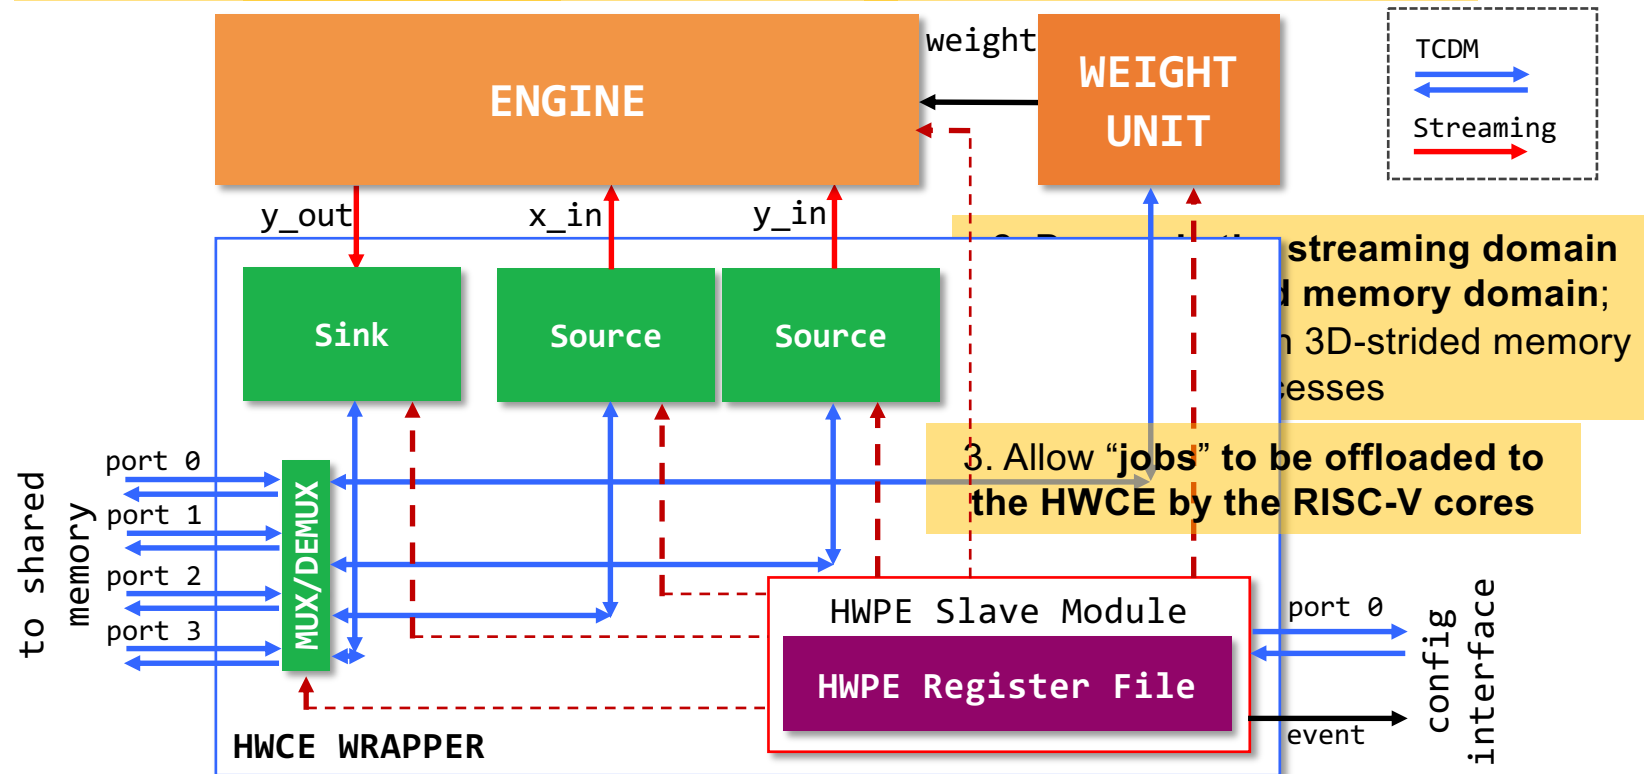 weight
ENGINE
WEIGHT
UNIT
TCDM
Streaming
y_out
x_in
y_in
streaming domain
memory domain;
3D-strided memory
Sink
Source
Source
3. Allow “jobs” to be offloaded to
the HWCE by the RISC-V cores
to shared
memory
port 0
port 1
port 2
port 3
MUX/DEMUX
HWPE Slave Module
HWPE Register File
port 0
config
interface
event
HWCE WRAPPER